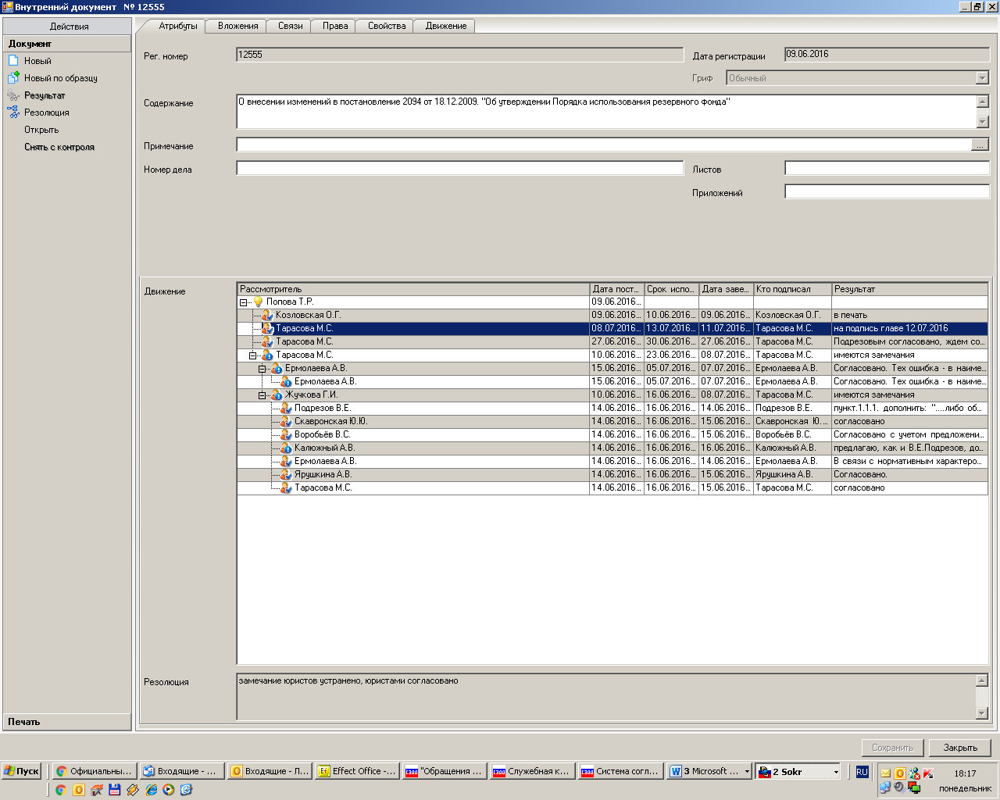 Внутренний документ № 12555
Действия
Документ
Новый
Новый по образцу
Результат
Резолюция
Открыть
Снять с контроля
Печать
Атрибуты Вложения Связи Права Свойства Движение
Рег. номер 12555 Дата регистрации 09.06.2016
Гриф Обычный
Содержание О внесении изменений в постановление 2094 от 18.12.2009. "Об утверждении Порядка использования резервного фонда"
Примечание ...
Номер дела Листов
Приложений
Движение
Рассмотритель Дата пост... Срок испо... Дата заве... Кто подписал Результат
Попова Т.Р. 09.06.2016...
Козловская О.Г. 09.06.2016... 10.06.2016... 09.06.2016... Козловская О.Г. в печать
Тарасова М.С. 08.07.2016... 13.07.2016... 11.07.2016... Тарасова М.С. на подпись главе 12.07.2016
Тарасова М.С. 27.06.2016... 30.06.2016... 27.06.2016... Тарасова М.С. Подрезовым согласовано, ждем со...
Тарасова М.С. 10.06.2016... 23.06.2016... 08.07.2016... Тарасова М.С. имеются замечания
Ермолаева А.В. 15.06.2016... 05.07.2016... 07.07.2016... Ермолаева А.В. Согласовано. Тех ошибка - в наиме...
Ермолаева А.В. 15.06.2016... 05.07.2016... 07.07.2016... Ермолаева А.В. Согласовано. Тех ошибка - в наиме...
Жучкова Г.И. 10.06.2016... 16.06.2016... 08.07.2016... Тарасова М.С. имеются замечания
Подрезов В.Е. 14.06.2016... 16.06.2016... 14.06.2016... Подрезов В.Е. пункт.1.1.1. дополнить: "....либо об...
Скавронская Ю.Ю. 14.06.2016... 16.06.2016... 15.06.2016... Скавронская Ю.... согласовано
Воробьёв В.С. 14.06.2016... 16.06.2016... 15.06.2016... Воробьёв В.С. Согласовано с учетом предложени...
Калюжный А.В. 14.06.2016... 16.06.2016... 16.06.2016... Калюжный А.В. предлагаю, как и В.Е.Подрезов, до...
Ермолаева А.В. 14.06.2016... 16.06.2016... 14.06.2016... Ермолаева А.В. В связи с нормативным характеро...
Ярушкина А.В. 14.06.2016... 16.06.2016... 15.06.2016... Ярушкина А.В. Согласовано.
Тарасова М.С. 14.06.2016... 16.06.2016... 15.06.2016... Тарасова М.С. согласовано
Резолюция замечание юристов устранено, юристами согласовано
Сохранить Закрыть
Пуск Официальны... Входящие - ... Входящие - Л... Effect Office -... "Обращения ... Служебная к... Система согл... 3 Microsoft ... 2 Sokr RU 18:17
понедельник